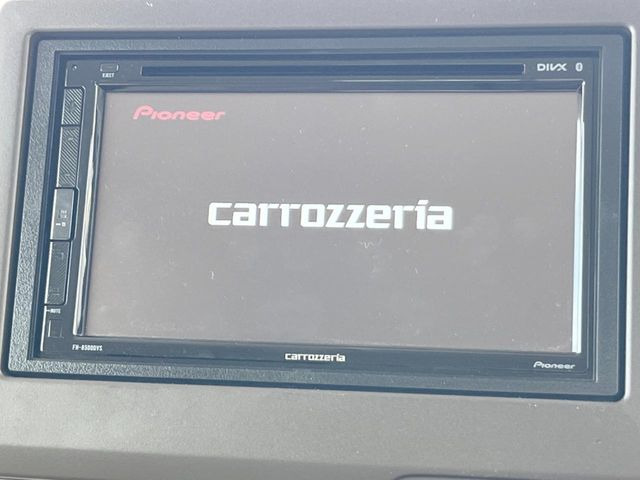 EJECT
DIVX
Pioneer
carrozzeria
MUTE
FH-8500DVS
carrozzeria
Pioneer